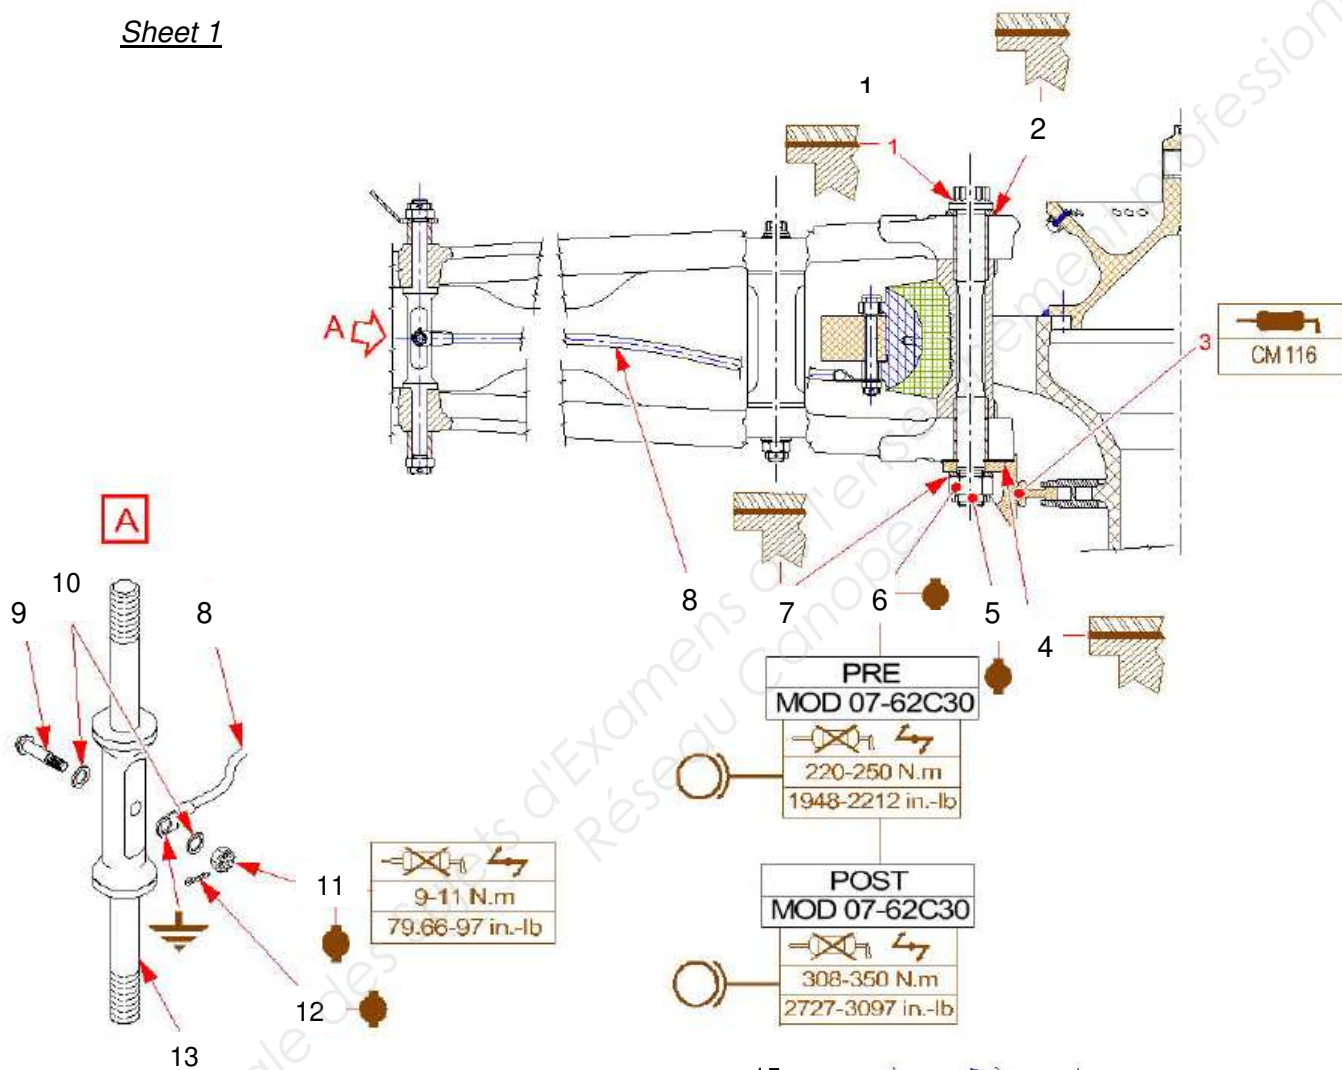 Sheet 1
1
2
1
3
CM 116
A
A
10
9
8
8
7
6
5
4
PRE
MOD 07-62C30
220-250 N.m
1948-2212 in.-lb
POST
MOD 07-62C30
308-350 N.m
2727-3097 in.-lb
11
9-11 N.m
79.66-97 in.-lb
12
13